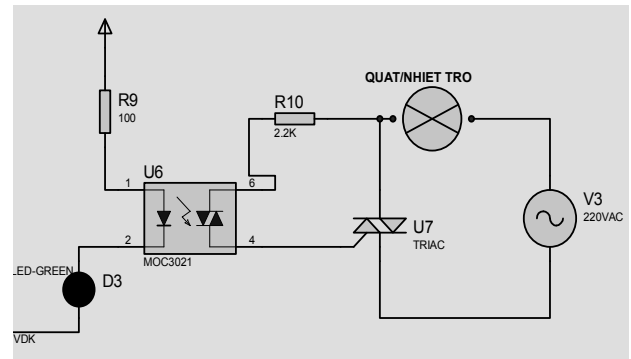 QUAT/NHIET TRO
R9
100
R10
2.2K
U6
1
6
2
4
MOC3021
U7
TRIAC
V3
220VAC
LED-GREEN
D3
VDK